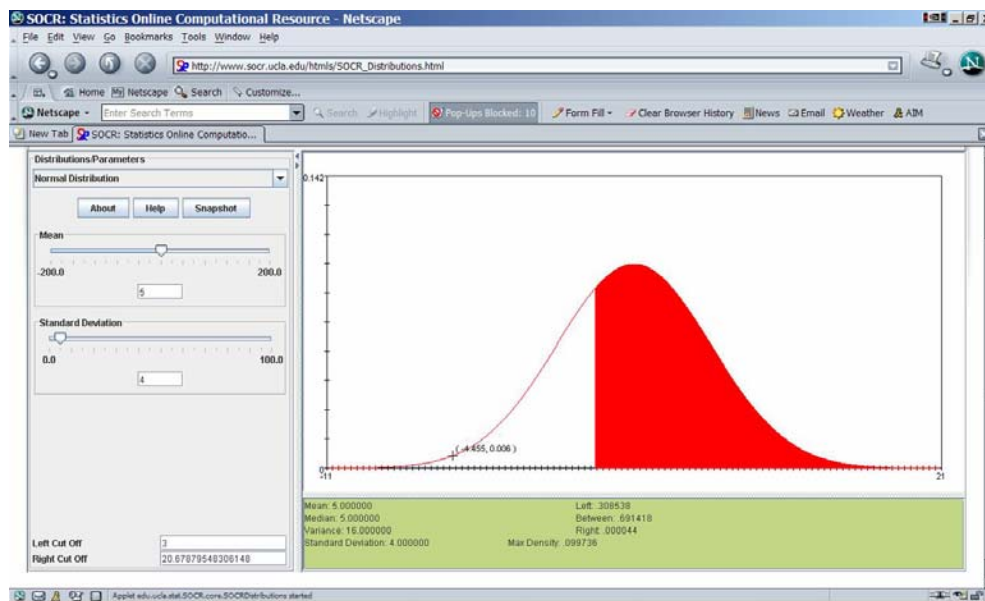 SOCR: Statistics Online Computational Resource - Netscape
File Edit View Go Bookmarks Tools Window Help
http://www.socr.ucla.edu/htmls/SOCR_Distributions.html
Home Netscape Search Customize...
Netscape Enter Search Terms Search Highlight Pop-Ups Blocked: 10 Form Fill Clear Browser History News Email Weather AIM
New Tab SOCR: Statistics Online Computatio...
Distributions/Parameters
Normal Distribution
About Help Snapshot
Mean
-200.0 200.0
5
Standard Deviation
0.0 100.0
4
Left Cut Off 3
Right Cut Off 20.67879548306148
0.142
( -4.455, 0.006 )
0
-11 21
Mean: 5.000000 Left: .308538
Median: 5.000000 Between: .691418
Variance: 16.000000 Right: .000044
Standard Deviation: 4.000000 Max Density: .099736
Applet edu.ucla.stat.SOCR.core.SOCRDistributions started